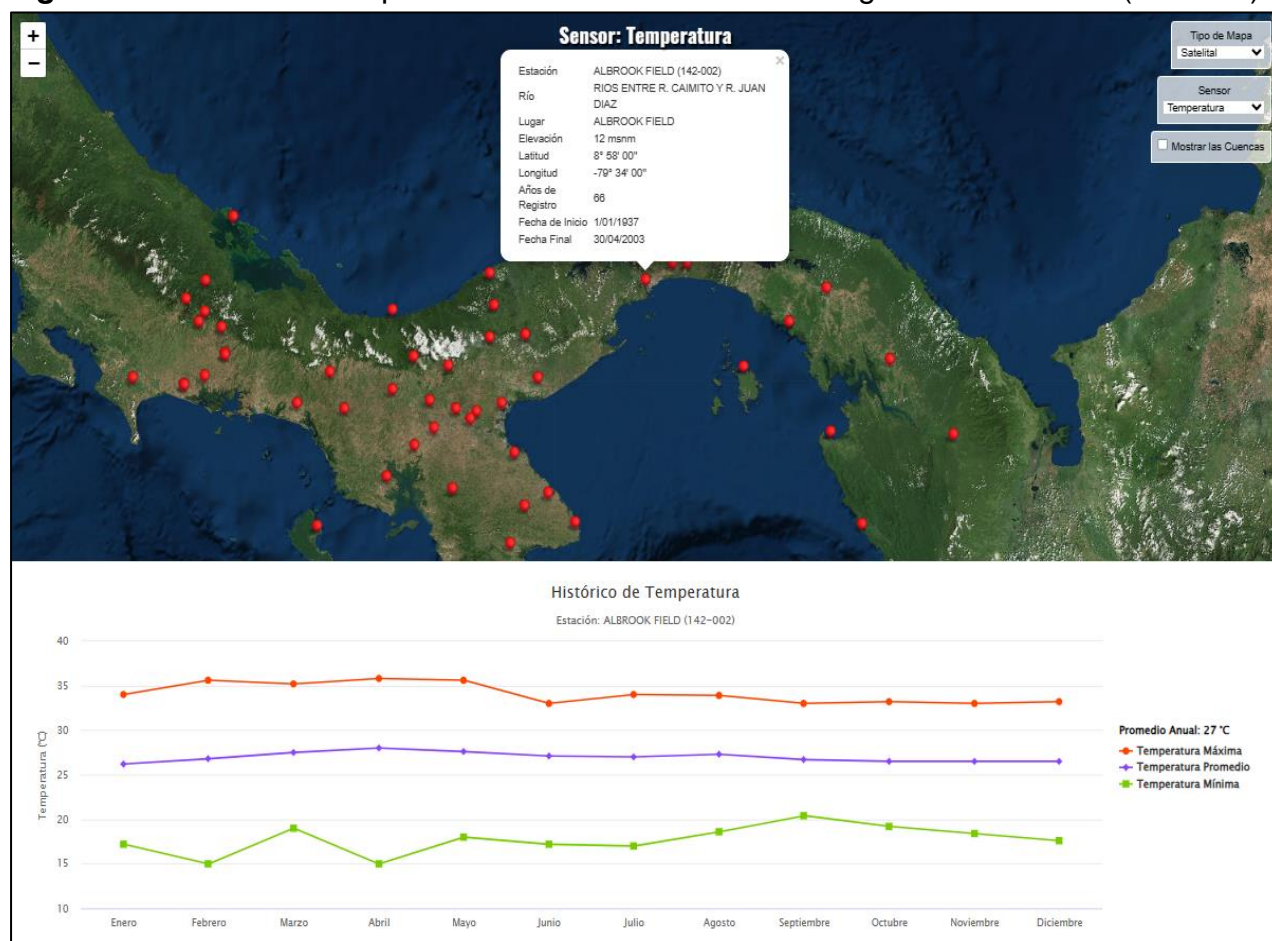 +
−
Sensor: Temperatura
×
Estación ALBROOK FIELD (142-002)
Río RIOS ENTRE R. CAIMITO Y R. JUAN
DIAZ
Lugar ALBROOK FIELD
Elevación 12 msnm
Latitud 8° 58' 00"
Longitud -79° 34' 00"
Años de
Registro 66
Fecha de Inicio 1/01/1937
Fecha Final 30/04/2003
Tipo de Mapa
Satelital
Sensor
Temperatura
Mostrar las Cuencas
Histórico de Temperatura
Estación: ALBROOK FIELD (142-002)
Temperatura (°C)
40
35
30
25
20
15
10
Enero Febrero Marzo Abril Mayo Junio Julio Agosto Septiembre Octubre Noviembre Diciembre
Promedio Anual: 27 °C
Temperatura Máxima
Temperatura Promedio
Temperatura Mínima